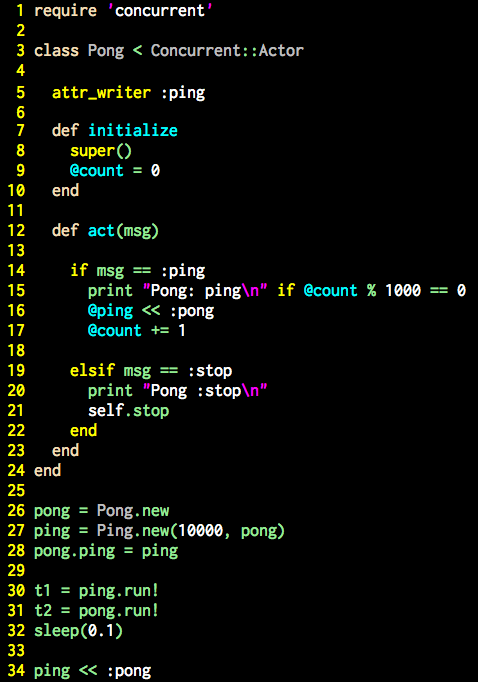 1 require 'concurrent'
2
3 class Pong < Concurrent::Actor
4
5   attr_writer :ping
6
7   def initialize
8     super()
9     @count = 0
10   end
11
12   def act(msg)
13
14     if msg == :ping
15       print "Pong: ping\n" if @count % 1000 == 0
16       @ping << :pong
17       @count += 1
18
19     elsif msg == :stop
20       print "Pong :stop\n"
21       self.stop
22     end
23   end
24 end
25
26 pong = Pong.new
27 ping = Ping.new(10000, pong)
28 pong.ping = ping
29
30 t1 = ping.run!
31 t2 = pong.run!
32 sleep(0.1)
33
34 ping << :pong